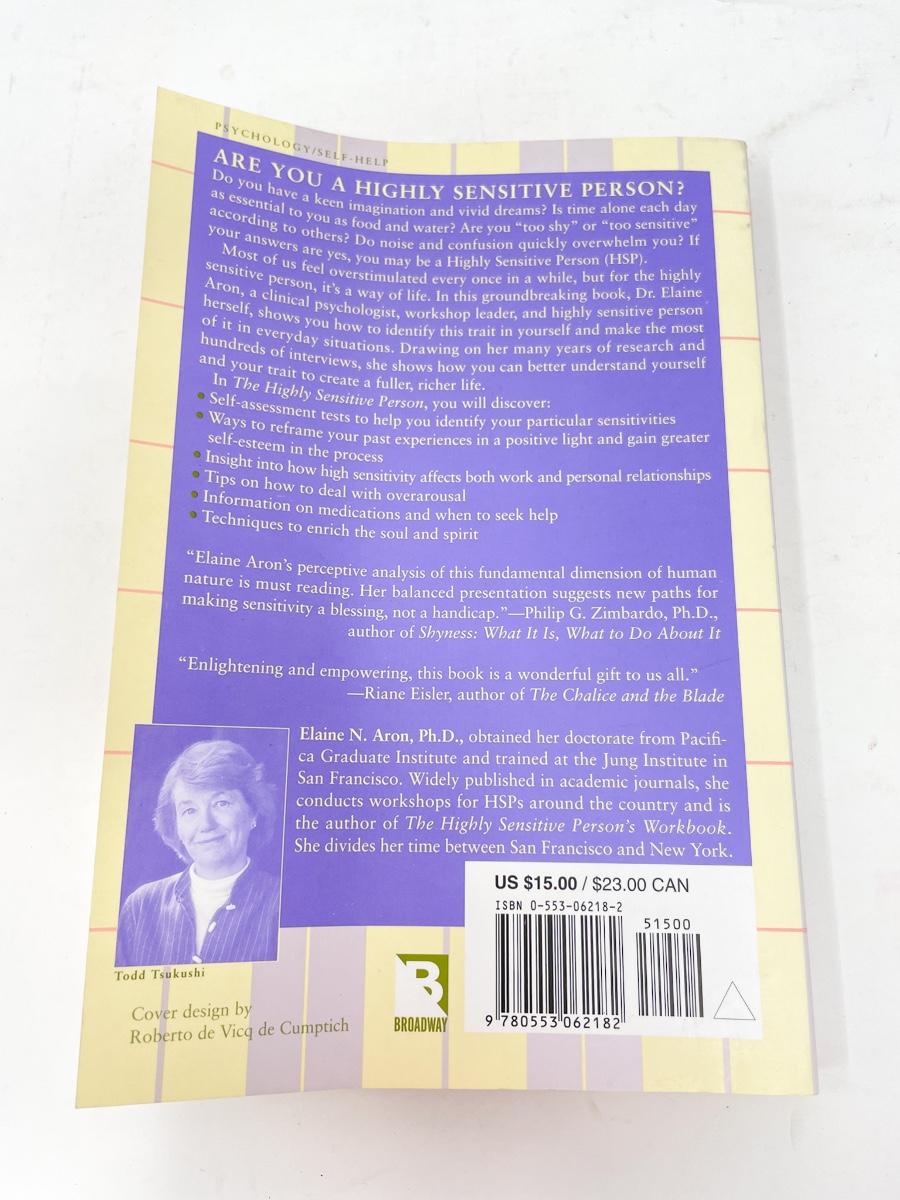 PSYCHOLOGY/SELF-HELP
ARE YOU A HIGHLY SENSITIVE PERSON?
Do you have a keen imagination and vivid dreams? Is time alone each day
as essential to you as food and water? Are you “too shy” or “too sensitive”
according to others? Do noise and confusion quickly overwhelm you? If
your answers are yes, you may be a Highly Sensitive Person (HSP).
Most of us feel overstimulated every once in a while, but for the highly
sensitive person, it’s a way of life. In this groundbreaking book, Dr. Elaine
Aron, a clinical psychologist, workshop leader, and highly sensitive person
herself, shows you how to identify this trait in yourself and make the most
of it in everyday situations. Drawing on her many years of research and
hundreds of interviews, she shows how you can better understand yourself
and your trait to create a fuller, richer life.
In The Highly Sensitive Person, you will discover:
• Self-assessment tests to help you identify your particular sensitivities
• Ways to reframe your past experiences in a positive light and gain greater
self-esteem in the process
• Insight into how high sensitivity affects both work and personal relationships
• Tips on how to deal with overarousal
• Information on medications and when to seek help
• Techniques to enrich the soul and spirit
“Elaine Aron’s perceptive analysis of this fundamental dimension of human
nature is must reading. Her balanced presentation suggests new paths for
making sensitivity a blessing, not a handicap.”—Philip G. Zimbardo, Ph.D.,
author of Shyness: What It Is, What to Do About It
“Enlightening and empowering, this book is a wonderful gift to us all.”
—Riane Eisler, author of The Chalice and the Blade
Elaine N. Aron, Ph.D., obtained her doctorate from Pacifi-
ca Graduate Institute and trained at the Jung Institute in
San Francisco. Widely published in academic journals, she
conducts workshops for HSPs around the country and is
the author of The Highly Sensitive Person’s Workbook.
She divides her time between San Francisco and New York.
Todd Tsukushi
Cover design by
Roberto de Vicq de Cumptich
B
BROADWAY
US $15.00 / $23.00 CAN
ISBN 0-553-06218-2
51500
9 780553 062182